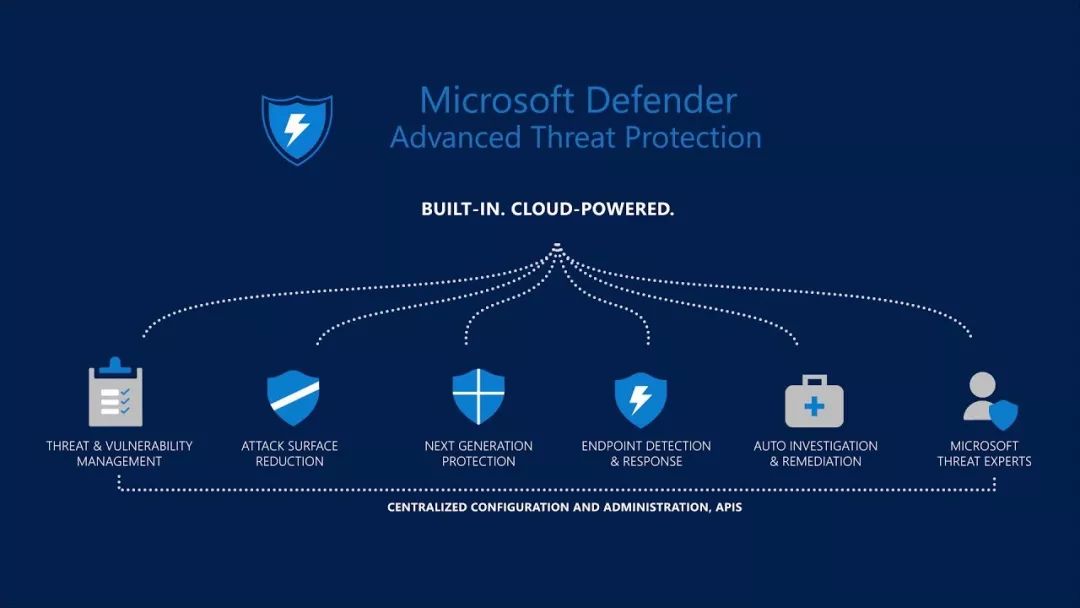 Microsoft Defender
Advanced Threat Protection
BUILT-IN. CLOUD-POWERED.
THREAT & VULNERABILITY
MANAGEMENT
ATTACK SURFACE
REDUCTION
NEXT GENERATION
PROTECTION
ENDPOINT DETECTION
& RESPONSE
AUTO INVESTIGATION
& REMEDIATION
MICROSOFT
THREAT EXPERTS
CENTRALIZED CONFIGURATION AND ADMINISTRATION, APIS